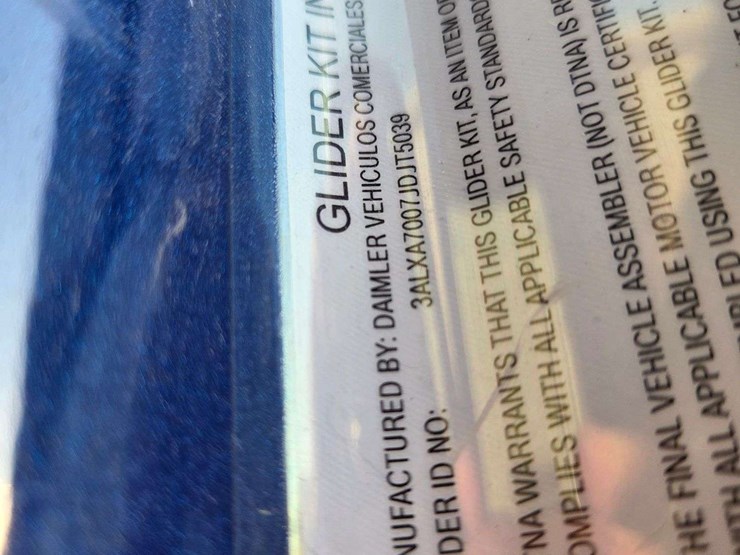 GLIDER KIT IN
NUFACTURED BY: DAIMLER VEHICULOS COMERCIALES
DER ID NO: 3ALXA7007JDJT5039
NA WARRANTS THAT THIS GLIDER KIT, AS AN ITEM O
OMPLIES WITH ALL APPLICABLE SAFETY STANDARD
HE FINAL VEHICLE ASSEMBLER (NOT DTNA) IS R
TH ALL APPLICABLE MOTOR VEHICLE CERTIF
USING THIS GLIDER KIT.